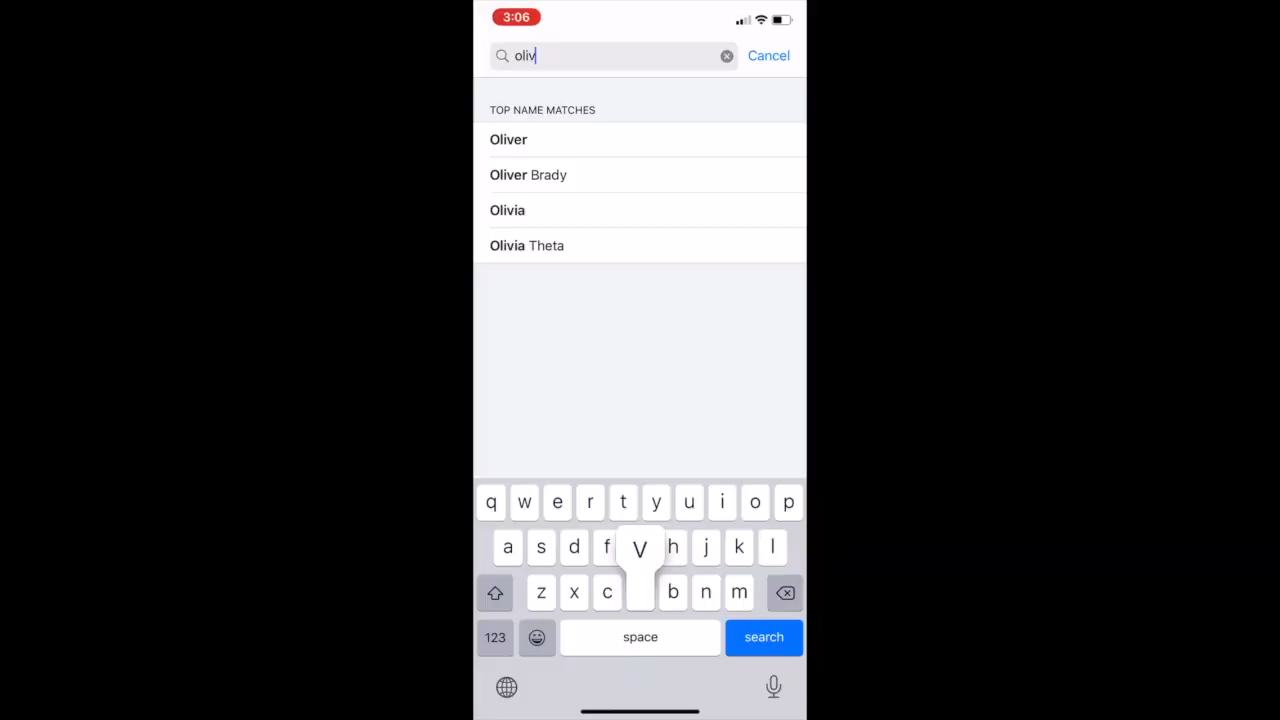 3:06
oliv
Cancel
TOP NAME MATCHES
Oliver
Oliver Brady
Olivia
Olivia Theta
q w e r t y u i o p
a s d f V h j k l
z x c b n m
123 space search